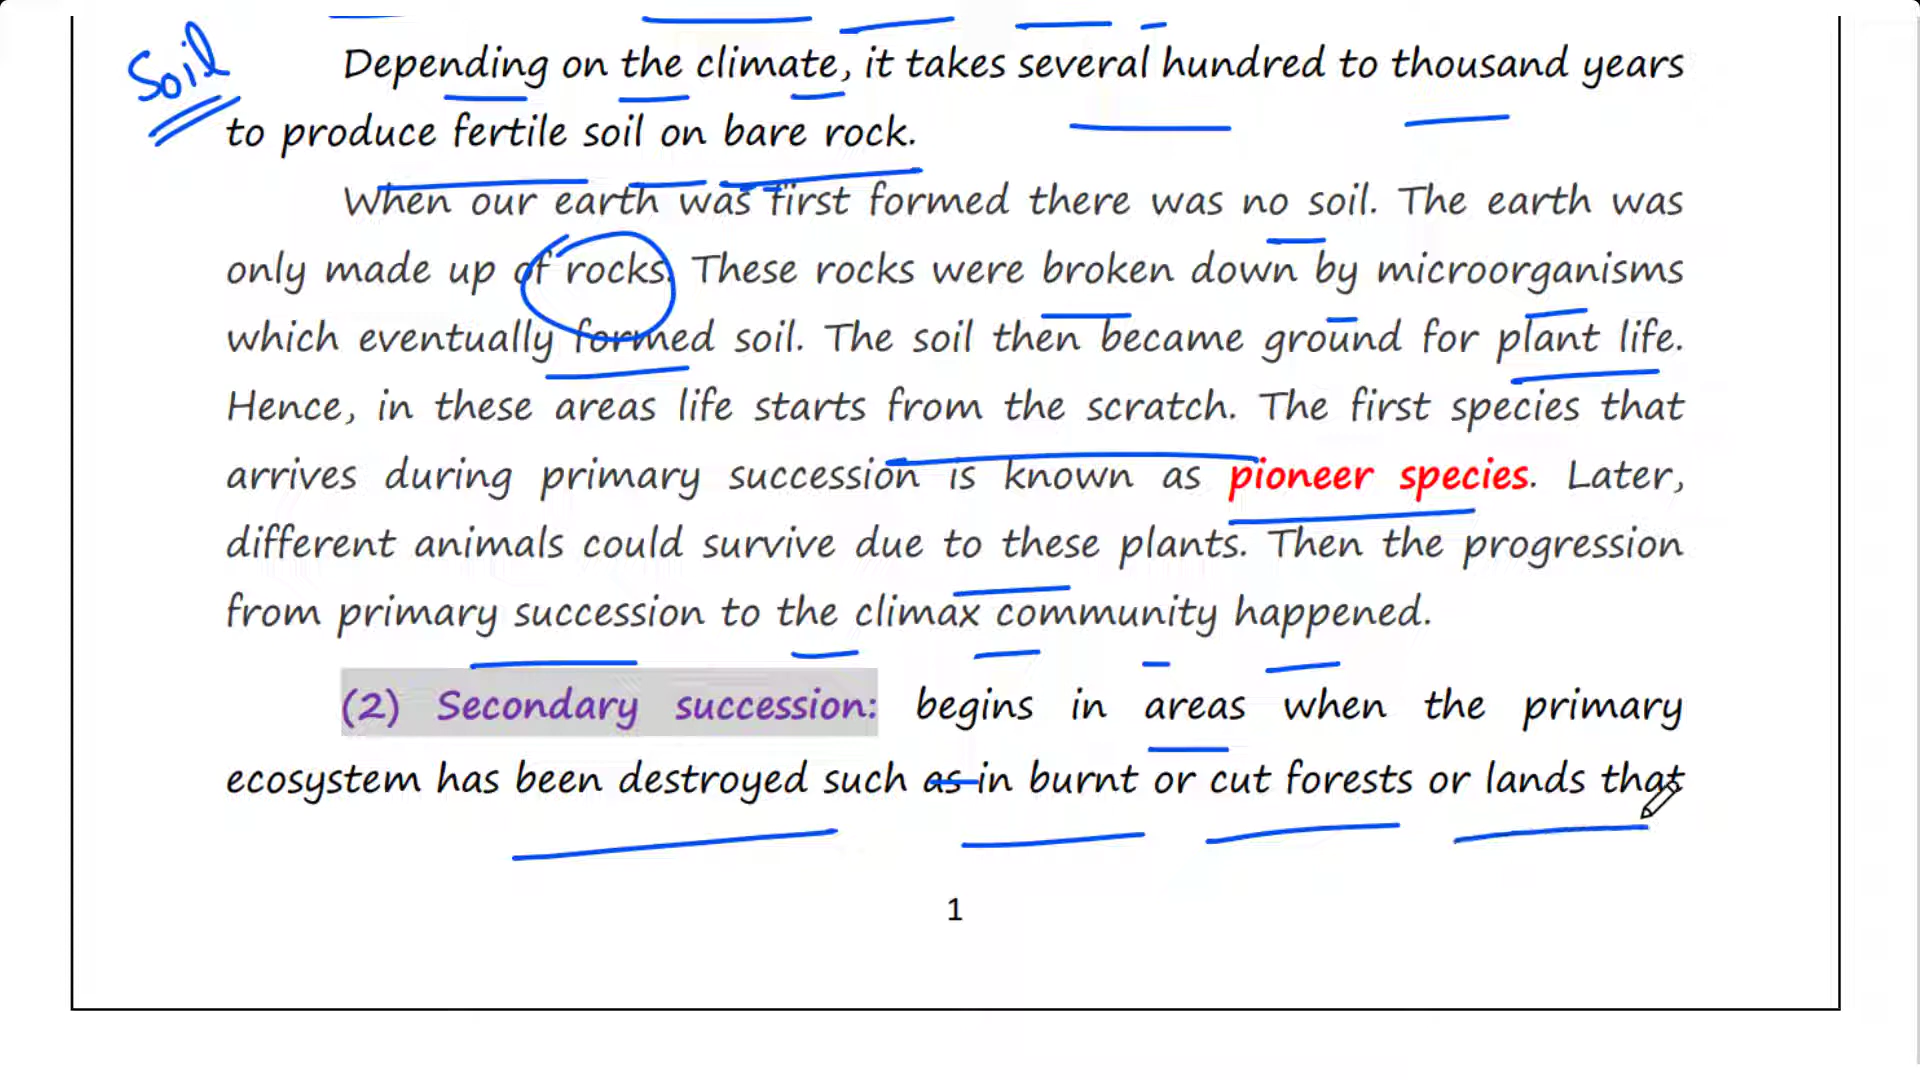 Soil
Depending on the climate, it takes several hundred to thousand years
to produce fertile soil on bare rock.
When our earth was first formed there was no soil. The earth was
only made up of rocks. These rocks were broken down by microorganisms
which eventually formed soil. The soil then became ground for plant life.
Hence, in these areas life starts from the scratch. The first species that
arrives during primary succession is known as pioneer species. Later,
different animals could survive due to these plants. Then the progression
from primary succession to the climax community happened.
(2) Secondary succession: begins in areas when the primary
ecosystem has been destroyed such as in burnt or cut forests or lands that
1